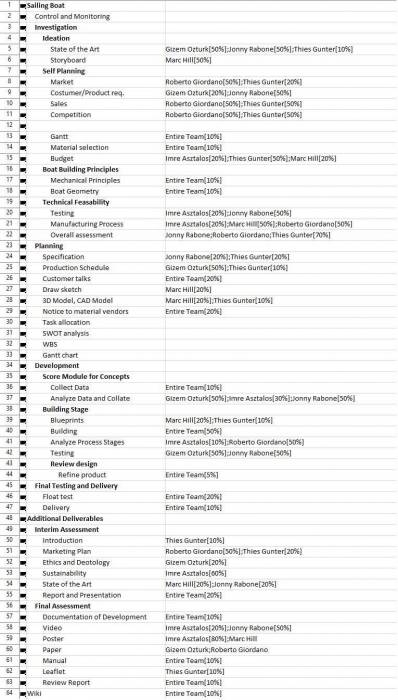 1 Sailing Boat
2 Control and Monitoring
3 Investigation
4 Ideation
5 State of the Art Gizem Ozturk[50%];Jonny Rabone[50%];Thies Gunter[10%]
6 Storyboard Marc Hill[50%]
7 Self Planning
8 Market Roberto Giordano[50%];Thies Gunter[20%]
9 Costumer/Product req. Gizem Ozturk[50%];Thies Gunter[20%]
10 Sales Roberto Giordano[50%];Thies Gunter[50%]
11 Competition Roberto Giordano[50%];Thies Gunter[50%]
12
13 Gantt Entire Team[10%]
14 Material selection Entire Team[10%]
15 Budget Imre Asztalos[20%];Thies Gunter[50%];Marc Hill[20%]
16 Boat Building Principles
17 Mechanical Principles Entire Team[10%]
18 Boat Geometry Entire Team[10%]
19 Technical Feasability
20 Testing Imre Asztalos[20%];Jonny Rabone[50%]
21 Manufacturing Process Imre Asztalos[20%];Marc Hill[50%];Roberto Giordano[50%]
22 Overall assessment Jonny Rabone;Roberto Giordano;Thies Gunter[70%]
23 Planning
24 Specification Jonny Rabone[20%];Thies Gunter[20%]
25 Production Schedule Gizem Ozturk[50%];Thies Gunter[10%]
26 Customer talks Entire Team[20%]
27 Draw sketch Marc Hill[20%]
28 3D Model, CAD Model Marc Hill[20%];Thies Gunter[10%]
29 Notice to material vendors Entire Team[20%]
30 Task allocation
31 SWOT analysis
32 WBS
33 Gantt chart
34 Development
35 Score Module for Concepts
36 Collect Data Entire Team[10%]
37 Analyze Data and Collate Gizem Ozturk[50%];Imre Asztalos[30%];Jonny Rabone[50%]
38 Building Stage
39 Blueprints Marc Hill[20%];Thies Gunter[10%]
40 Building Entire Team[50%]
41 Analyze Process Stages Imre Asztalos[10%];Roberto Giordano[50%]
42 Testing Gizem Ozturk[50%];Jonny Rabone[50%]
43 Review design
44 Refine product Entire Team[5%]
45 Final Testing and Delivery
46 Float test Entire Team[20%]
47 Delivery Entire Team[10%]
48 Additional Deliverables
49 Interim Assessment
50 Introduction Thies Gunter[10%]
51 Marketing Plan Roberto Giordano[50%];Thies Gunter[20%]
52 Ethics and Deotology Gizem Ozturk[20%]
53 Sustainability Imre Asztalos[60%]
54 State of the Art Marc Hill[20%];Jonny Rabone[20%]
55 Report and Presentation Entire Team[20%]
56 Final Assessment
57 Documentation of Development Entire Team[10%]
58 Video Imre Asztalos[20%];Jonny Rabone[50%]
59 Poster Imre Asztalos[80%];Marc Hill
60 Paper Gizem Ozturk;Roberto Giordano
61 Manual Entire Team[10%]
62 Leaflet Thies Gunter[10%]
63 Review Report Entire Team[10%]
64 Wiki Entire Team[10%]